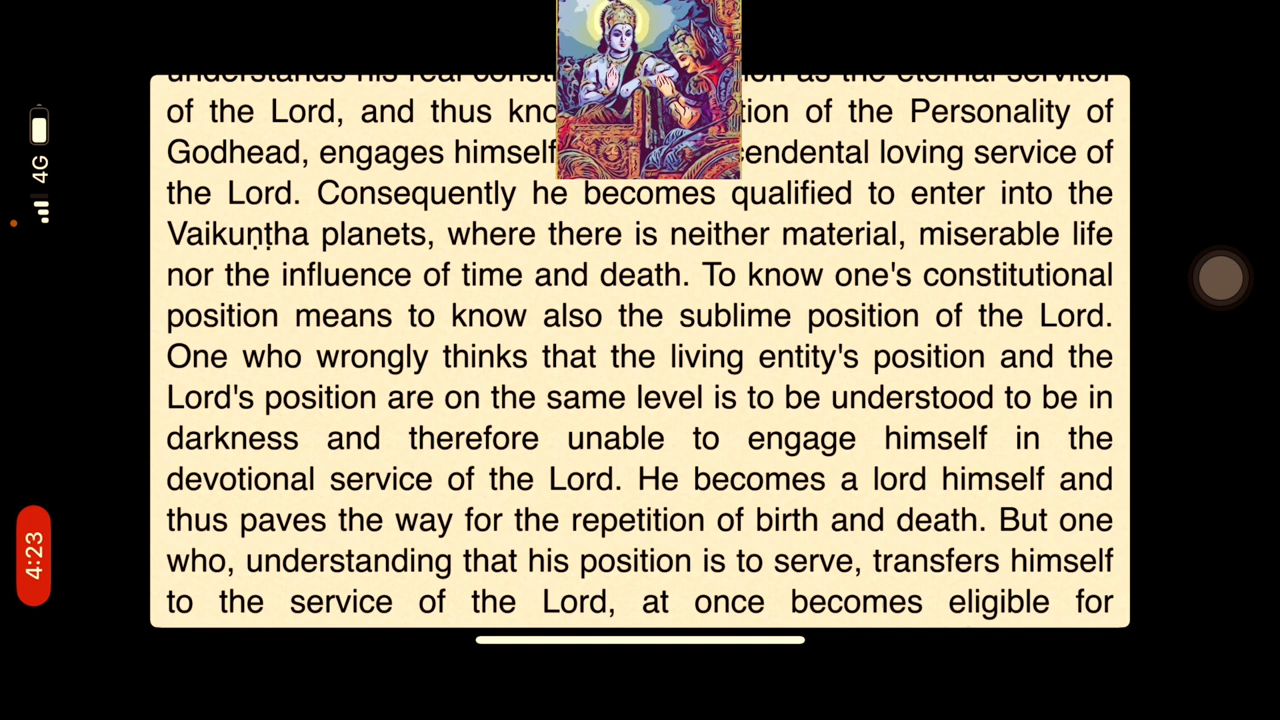 understands his real as the eternal servitor
of the Lord, and thus of the Personality of
Godhead, engages himself loving service of
the Lord. Consequently he becomes qualified to enter into the
Vaikuṇṭha planets, where there is neither material, miserable life
nor the influence of time and death. To know one's constitutional
position means to know also the sublime position of the Lord.
One who wrongly thinks that the living entity's position and the
Lord's position are on the same level is to be understood to be in
darkness and therefore unable to engage himself in the
devotional service of the Lord. He becomes a lord himself and
thus paves the way for the repetition of birth and death. But one
who, understanding that his position is to serve, transfers himself
to the service of the Lord, at once becomes eligible for
4G
4:23